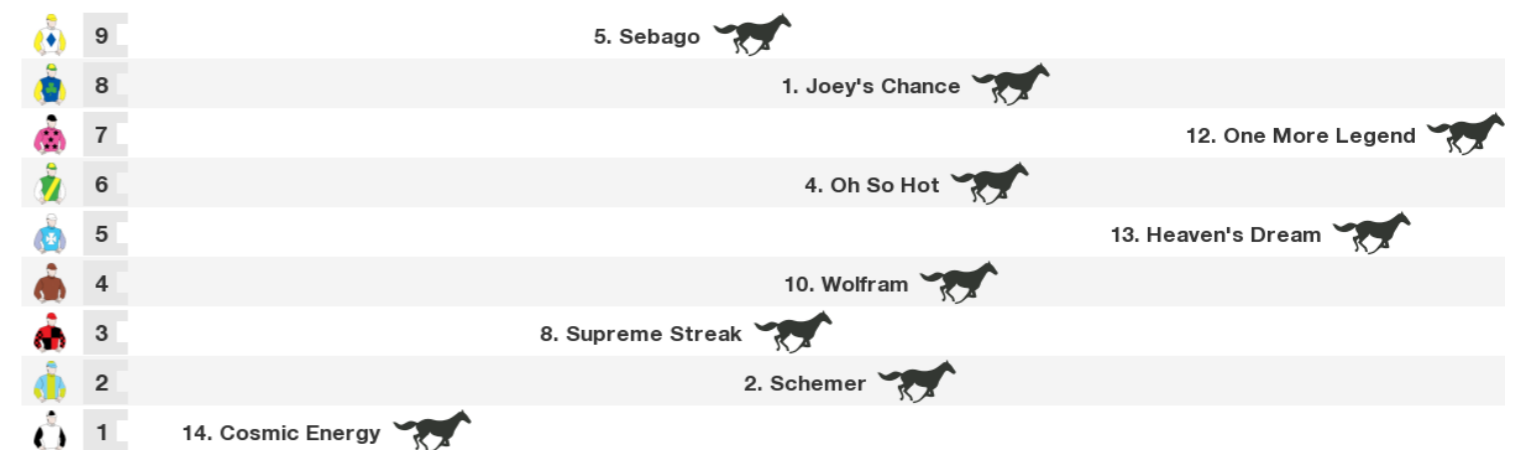 9 5. Sebago
8 1. Joey's Chance
7 12. One More Legend
6 4. Oh So Hot
5 13. Heaven's Dream
4 10. Wolfram
3 8. Supreme Streak
2 2. Schemer
1 14. Cosmic Energy